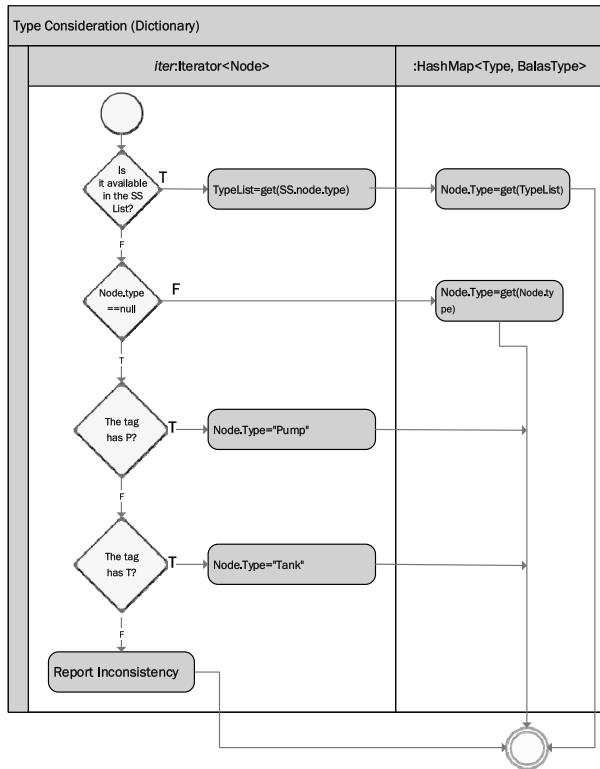 Type Consideration (Dictionary)
iter:Iterator<Node>
:HashMap<Type, BalasType>
Is
it available
in the SS
List?
T
TypeList=get(SS.node.type)
Node.Type=get(TypeList)
F
Node.type
==null
F
Node.Type=get(Node.ty
pe)
T
The tag
has P?
T
Node.Type="Pump"
F
The tag
has T?
T
Node.Type="Tank"
F
Report Inconsistency